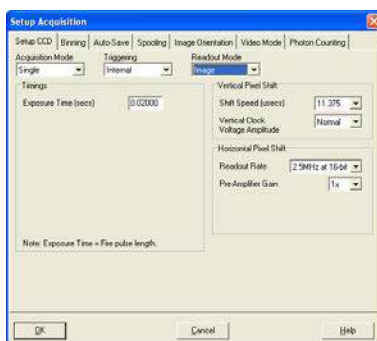 Setup Acquisition
Setup CCD Binning Auto-Save Spooling Image Orientation Video Mode Photon Counting
Acquisition Mode Triggering Readout Mode
Single Internal Image
Timings
Exposure Time (secs) 0.02000
Note: Exposure Time = Fire pulse length.
Vertical Pixel Shift
Shift Speed (usecs) 11.375
Vertical Clock
Voltage Amplitude Normal
Horizontal Pixel Shift
Readout Rate 2.5MHz at 16-bit
Pre-Amplifier Gain 1x
OK Cancel Help